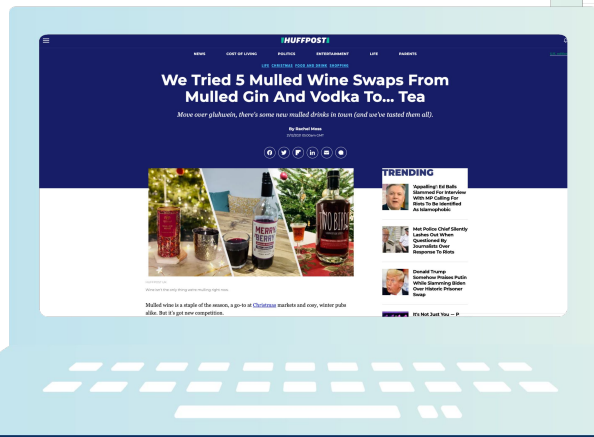 HUFFPOST
NEWS COST OF LIVING POLITICS ENTERTAINMENT LIFE PARENTS
LIFE CHRISTMAS FOOD AND DRINK SHOPPING
We Tried 5 Mulled Wine Swaps From
Mulled Gin And Vodka To... Tea
Move over gluhwein, there's some new mulled drinks in town (and we've tasted them all).
By Rachel Moss
TRENDING
'Appalling': Ed Balls
Slammed For Interview
With MP Calling For
Riots To Be Identified
As Islamophobic
Met Police Chief Silently
Lashes Out When
Questioned By
Journalists Over
Response To Riots
Donald Trump
Somehow Praises Putin
While Slamming Biden
Over Historic Prisoner
Swap
It's Not Just You — P
MERRY
BERRY
TWO BIRDS
Mulled wine is a staple of the season, a go-to at Christmas markets and cosy, winter pubs
alike. But it's got new competition.